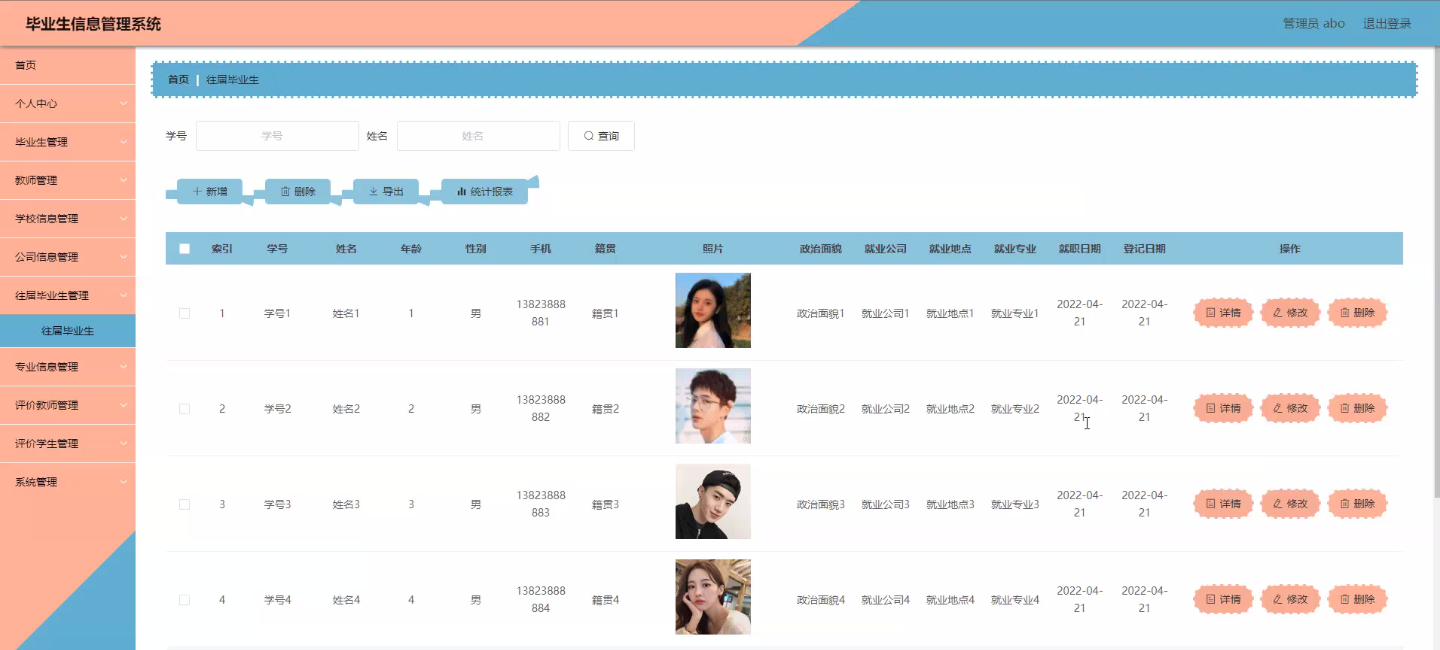 毕业生信息管理系统
管理员 abo 退出登录
首页
个人中心
毕业生管理
教师管理
学校信息管理
公司信息管理
往届毕业生管理
往届毕业生
专业信息管理
评价教师管理
评价学生管理
系统管理
首页 | 往届毕业生
学号 学号 姓名 姓名 查询
新增 删除 导出 统计报表
索引 学号 姓名 年龄 性别 手机 籍贯 照片 政治面貌 就业公司 就业地点 就业专业 就职日期 登记日期 操作
1 学号1 姓名1 1 男 13823888 籍贯1 政治面貌1 就业公司1 就业地点1 就业专业1 2022-04- 2022-04- 详情 修改 删除
881 21 21
2 学号2 姓名2 2 男 13823888 籍贯2 政治面貌2 就业公司2 就业地点2 就业专业2 2022-04- 2022-04- 详情 修改 删除
882 21 21
3 学号3 姓名3 3 男 13823888 籍贯3 政治面貌3 就业公司3 就业地点3 就业专业3 2022-04- 2022-04- 详情 修改 删除
883 21 21
4 学号4 姓名4 4 男 13823888 籍贯4 政治面貌4 就业公司4 就业地点4 就业专业4 2022-04- 2022-04- 详情 修改 删除
884 21 21